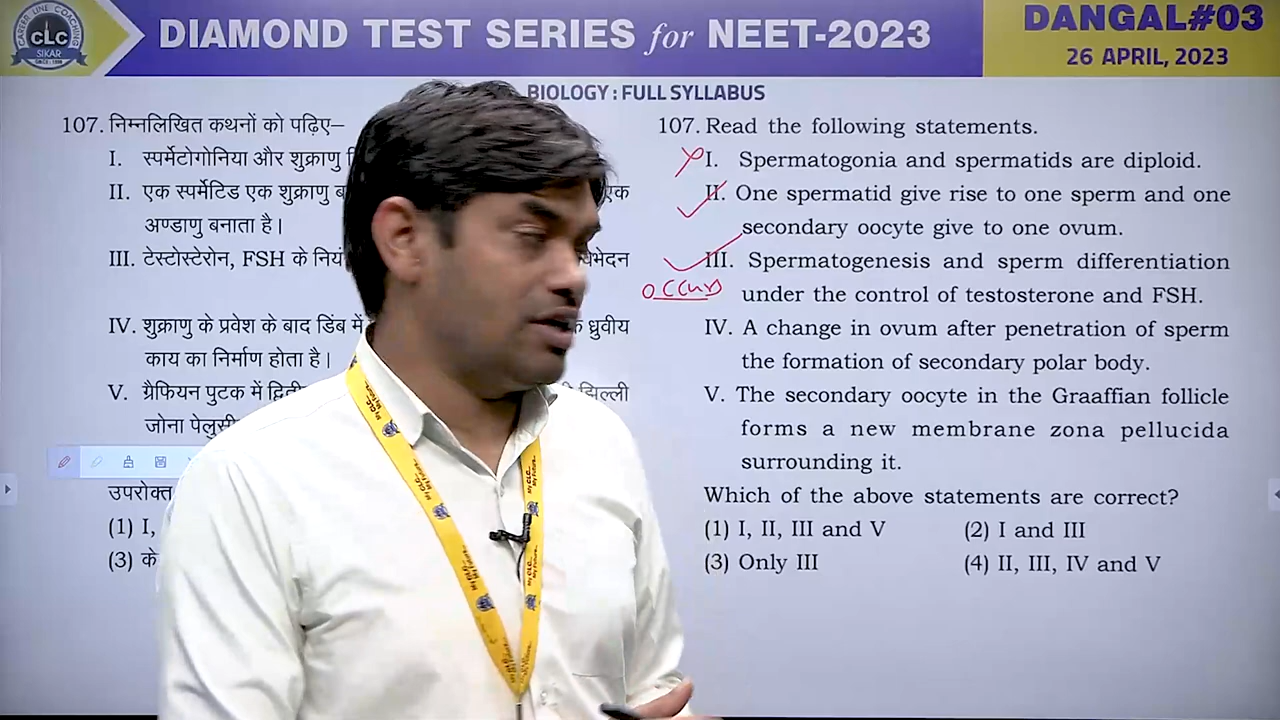 CAREER LINE COACHING
CLC
SIKAR
SINCE : 1996
DIAMOND TEST SERIES for NEET-2023
DANGAL#03
26 APRIL, 2023
BIOLOGY : FULL SYLLABUS
107. निम्नलिखित कथनों को पढ़िए–
I. स्पर्मेटोगोनिया और शुक्राणु
II. एक स्पर्मेटिड एक शुक्राणु एक
अण्डाणु बनाता है।
III. टेस्टोस्टेरोन, FSH के
IV. शुक्राणु के प्रवेश के बाद डिंब में ध्रुवीय
काय का निर्माण होता है।
V. ग्रैफियन पुटक में झिल्ली
जोना
उपरोक्त
(1) I,
(3)
107. Read the following statements.
I. Spermatogonia and spermatids are diploid.
II. One spermatid give rise to one sperm and one
secondary oocyte give to one ovum.
III. Spermatogenesis and sperm differentiation
occurs
under the control of testosterone and FSH.
IV. A change in ovum after penetration of sperm
the formation of secondary polar body.
V. The secondary oocyte in the Graaffian follicle
forms a new membrane zona pellucida
surrounding it.
Which of the above statements are correct?
(1) I, II, III and V (2) I and III
(3) Only III (4) II, III, IV and V